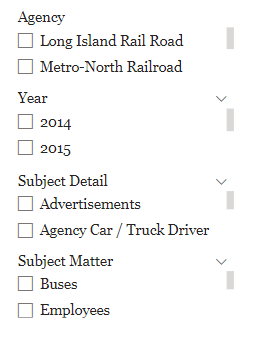 Agency
Long Island Rail Road
Metro-North Railroad
Year
2014
2015
Subject Detail
Advertisements
Agency Car / Truck Driver
Subject Matter
Buses
Employees